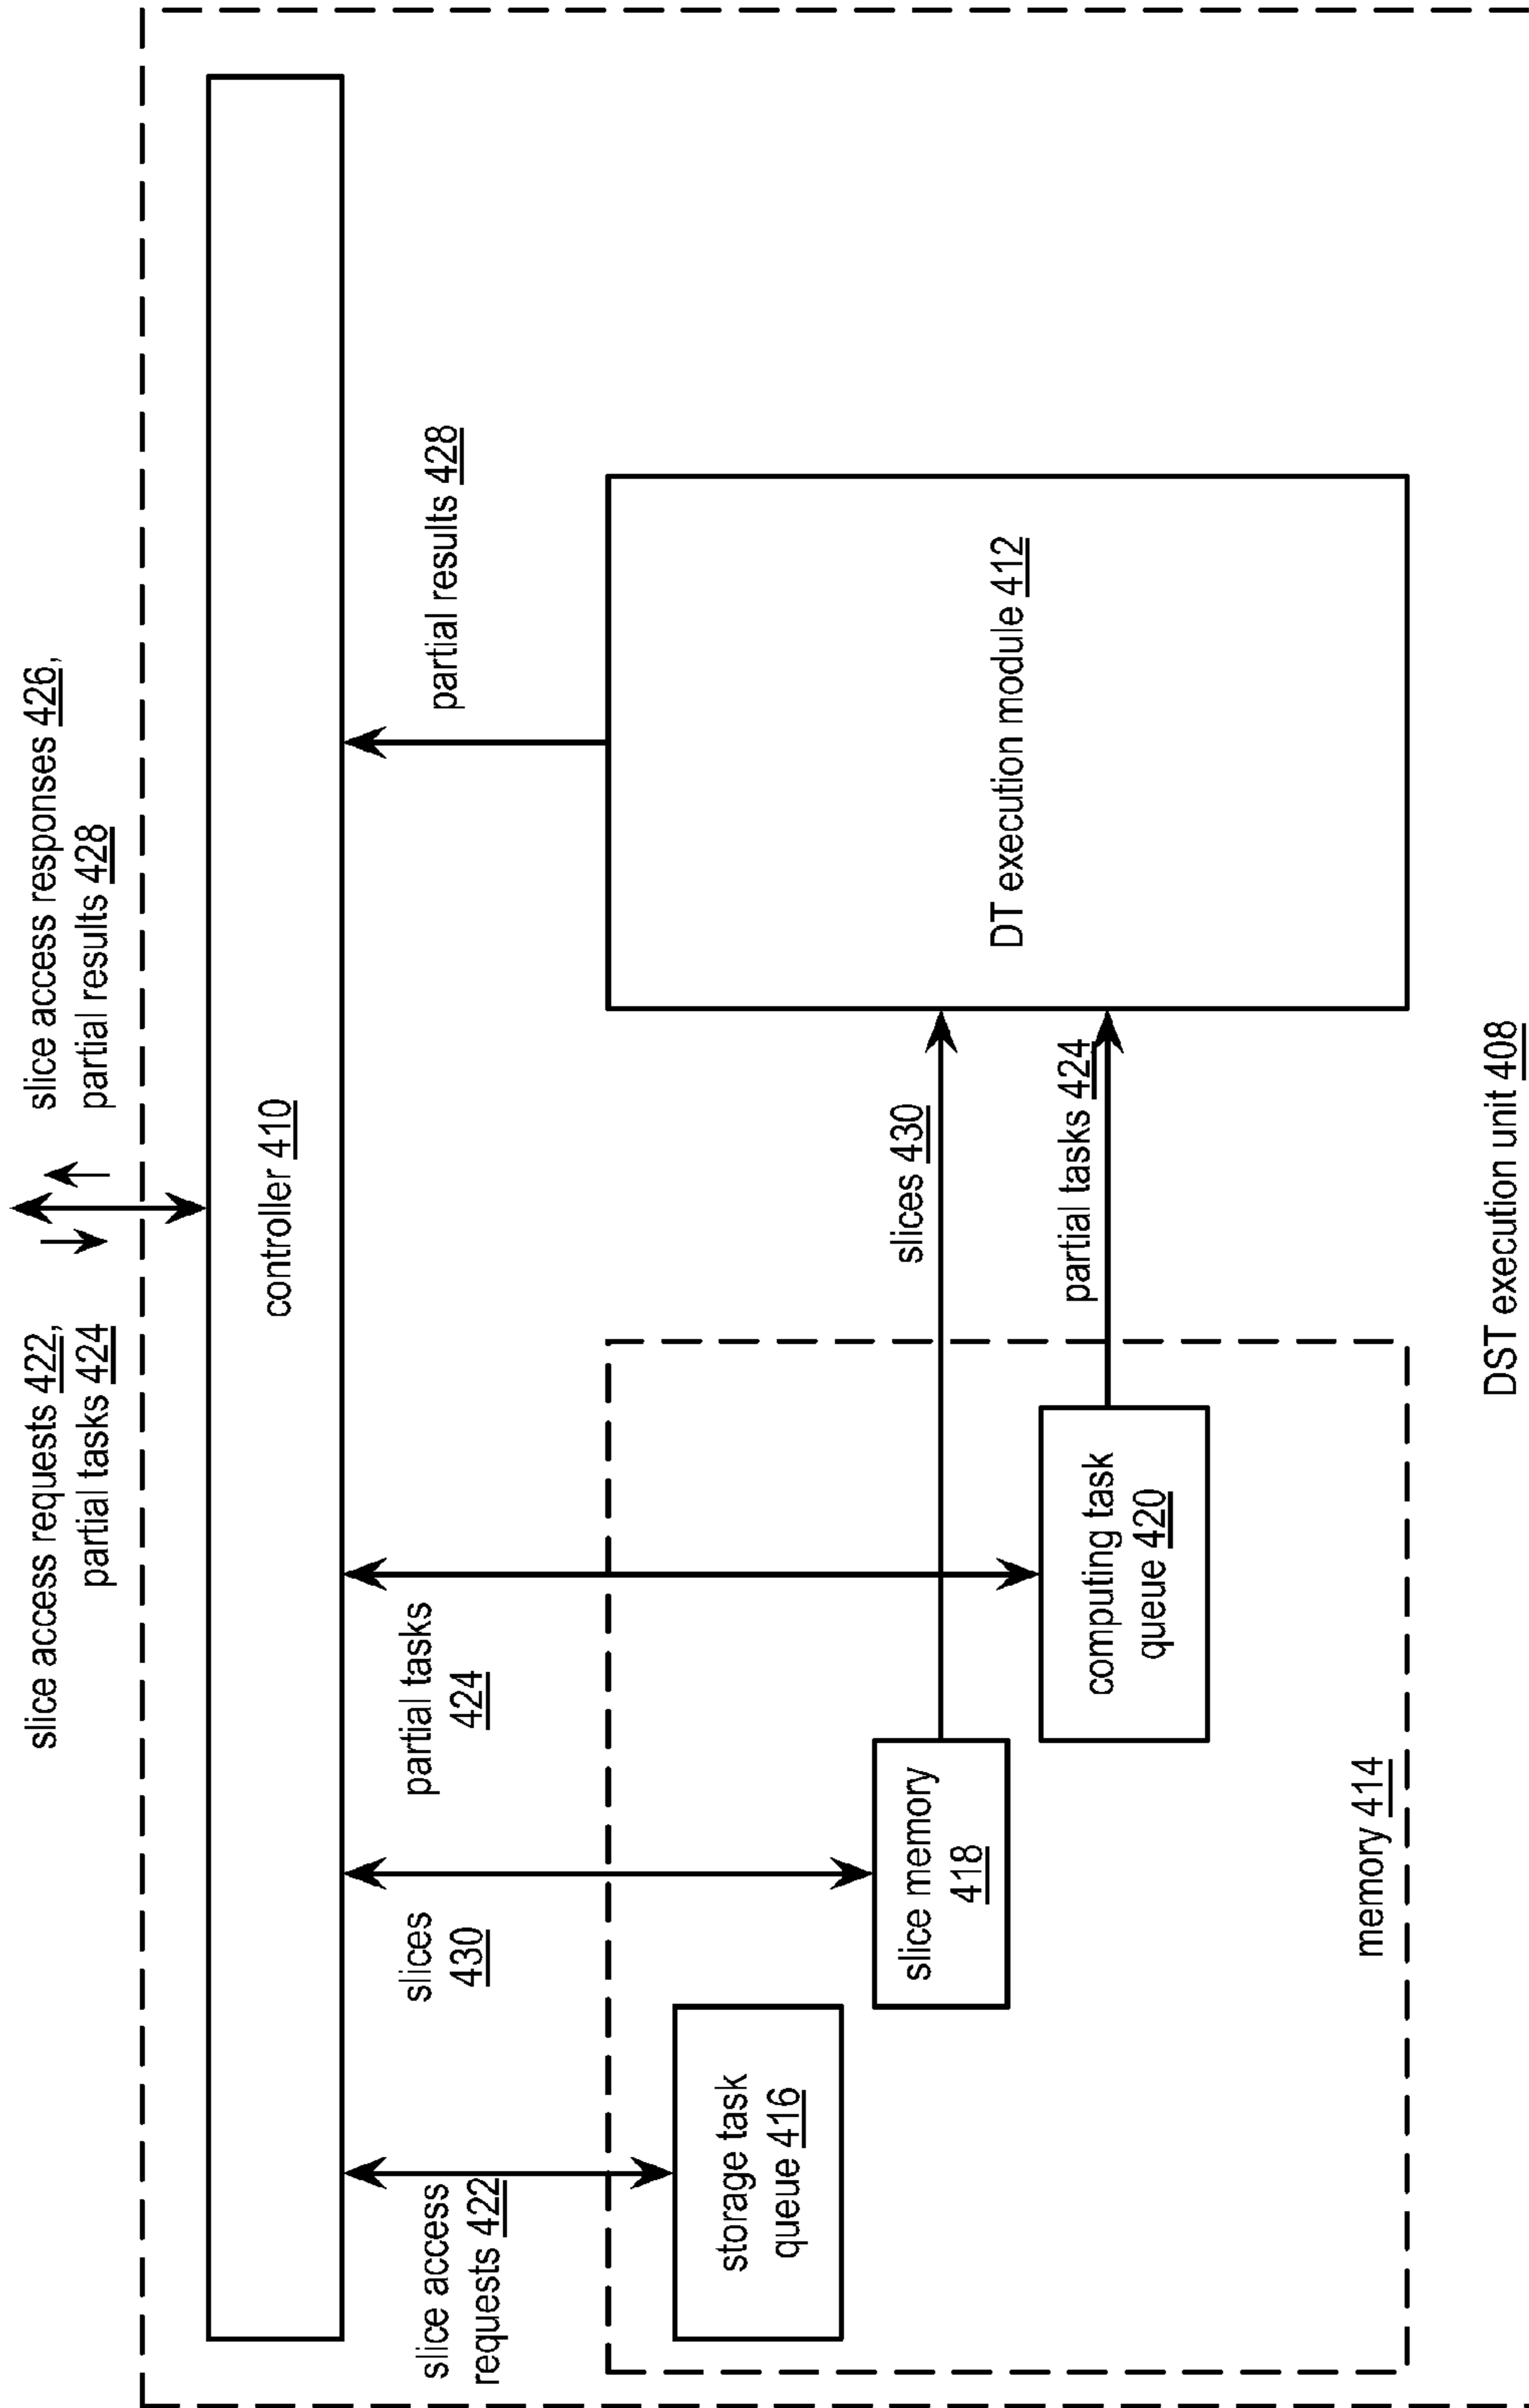 slice access requests 422,
partial tasks 424
slice access responses 426,
partial results 428
controller 410
slice access
requests 422
slices
430
partial tasks
424
partial results 428
storage task
queue 416
slice memory
418
computing task
queue 420
slices 430
partial tasks 424
DT execution module 412
memory 414
DST execution unit 408